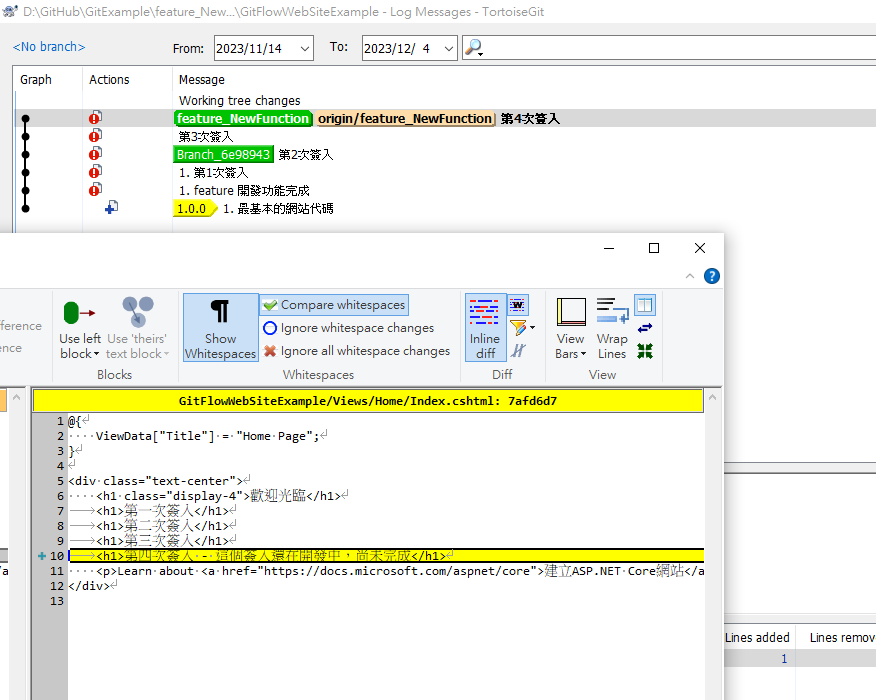 D:\GitHub\GitExample\feature_New...\GitFlowWebSiteExample - Log Messages - TortoiseGit
<No branch>
From: 2023/11/14 To: 2023/12/ 4
Graph Actions Message
Working tree changes
feature_NewFunction origin/feature_NewFunction 第4次簽入
第3次簽入
Branch_6e98943 第2次簽入
1. 第1次簽入
1. feature 開發功能完成
1.0.0 1. 最基本的網站代碼
?
Compare whitespaces
Ignore whitespace changes
Ignore all whitespace changes
ference
ence
Use left block
Use 'theirs' text block
Show Whitespaces
Inline diff
View Bars
Wrap Lines
Blocks Whitespaces Diff View
GitFlowWebSiteExample/Views/Home/Index.cshtml: 7afd6d7
1 @{
2 ····ViewData["Title"]·=·"Home·Page";
3 }
4
5 <div·class="text-center">
6 ····<h1·class="display-4">歡迎光臨</h1>
7 <h1>第一次簽入</h1>
8 <h1>第二次簽入</h1>
9 <h1>第三次簽入</h1>
10 <h1>第四次簽入·-·這個簽入還在開發中，尚未完成</h1>
11 ····<p>Learn·about·<a·href="https://docs.microsoft.com/aspnet/core">建立ASP.NET·Core網站</a
12 </div>
13
/a
Lines added Lines remov
1